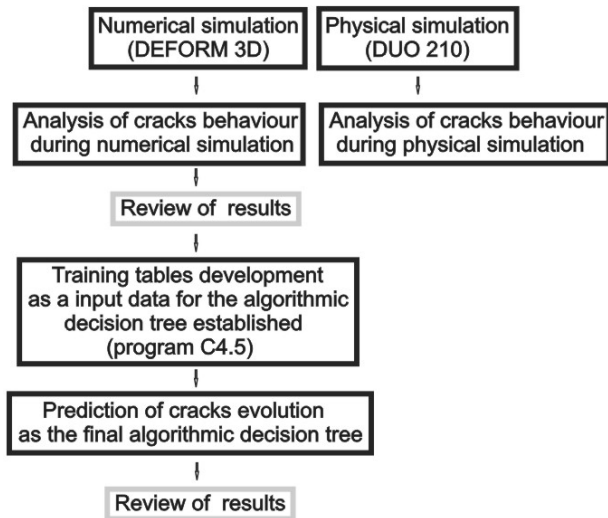 Numerical simulation
(DEFORM 3D)
Physical simulation
(DUO 210)
Analysis of cracks behaviour
during numerical simulation
Analysis of cracks behaviour
during physical simulation
Review of results
Training tables development
as a input data for the algorithmic
decision tree established
(program C4.5)
Prediction of cracks evolution
as the final algorithmic decision tree
Review of results